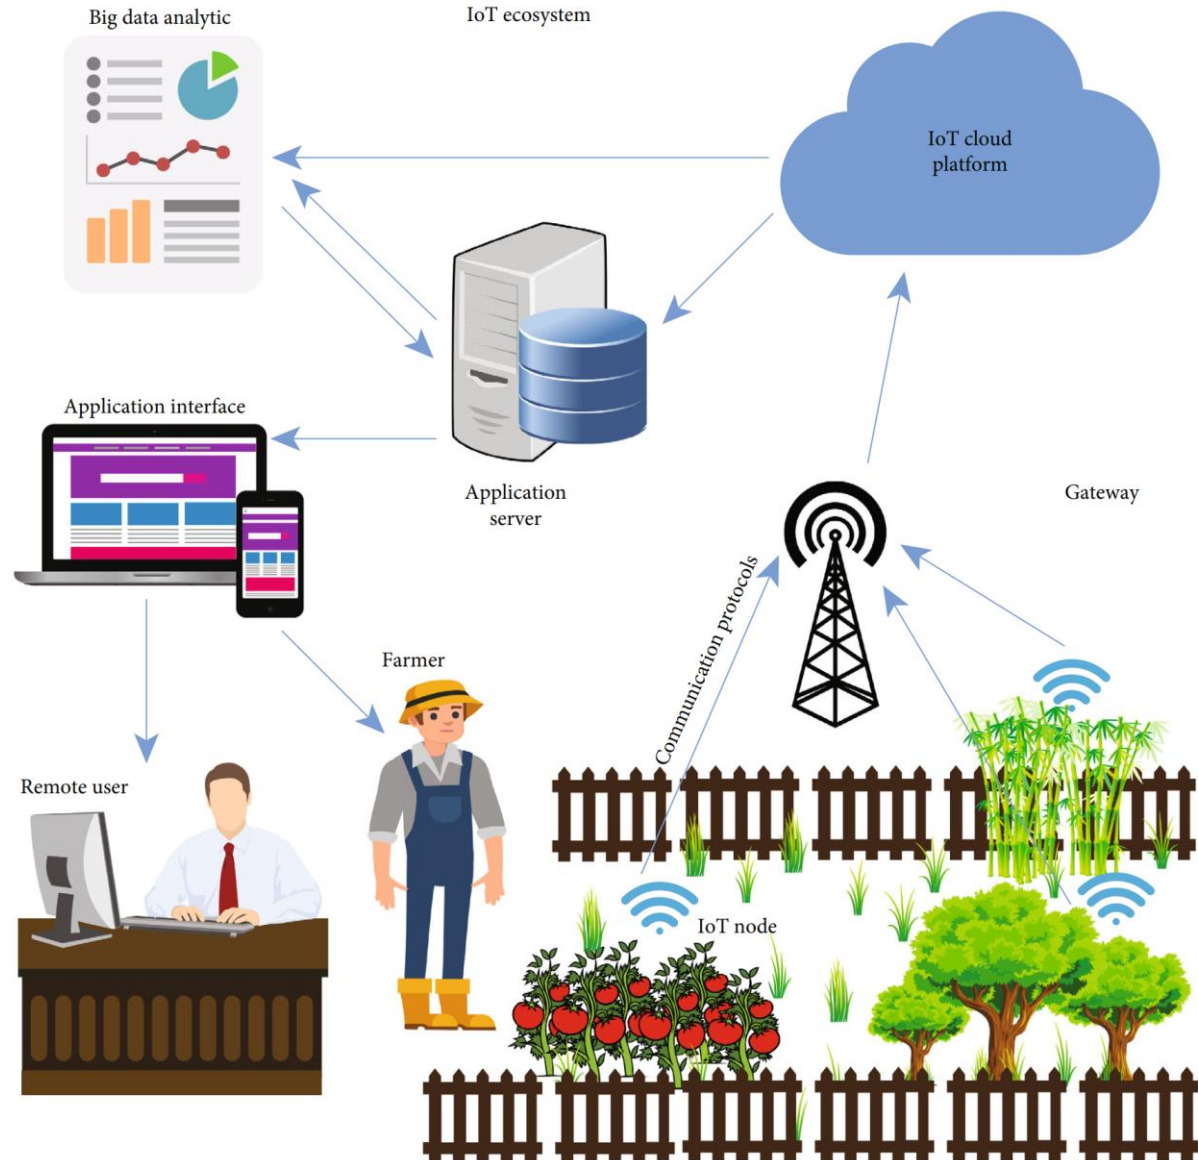 Big data analytic
IoT ecosystem
IoT cloud
platform
Application interface
Application
server
Gateway
Communication protocols
Farmer
Remote user
IoT node